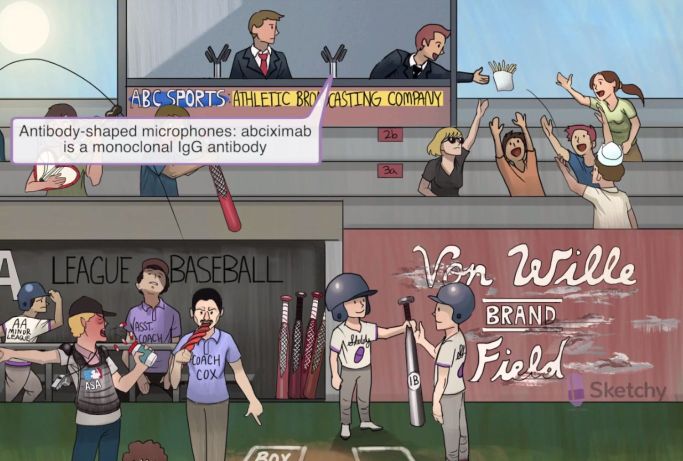 ABC SPORTS: ATHLETIC BROADCASTING COMPANY
Antibody-shaped microphones: abciximab
is a monoclonal IgG antibody
2b
3a
A LEAGUE BASEBALL
Von Wille
BRAND
Field
AA
MINOR
LEAGUE
ASST.
COACH
COACH
COX
ASA
IB
Sketchy
BOX